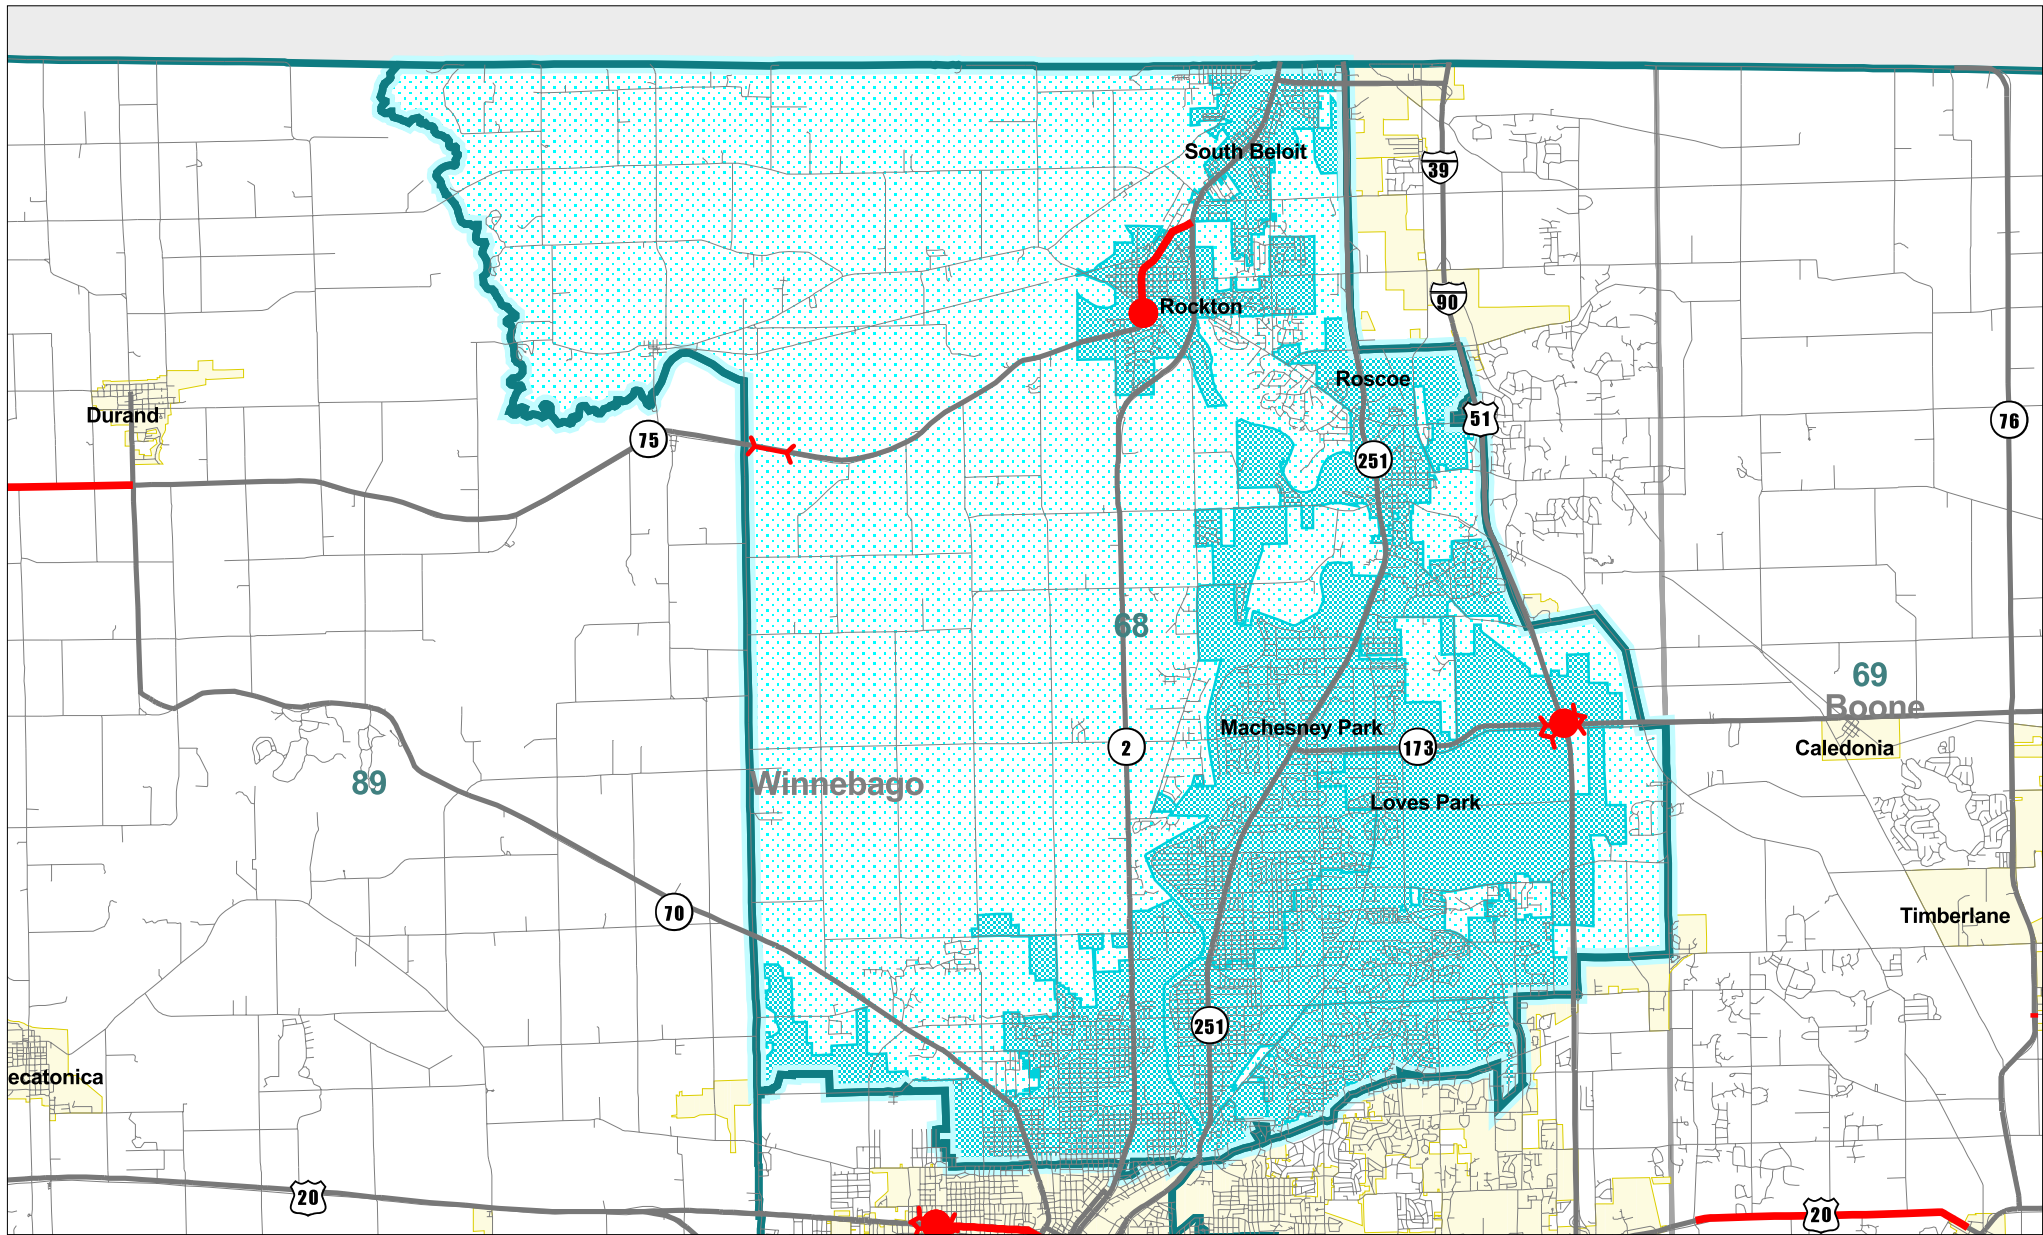 South Beloit
39
90
Rockton
Roscoe
Durand
51
76
75
251
68
69
Boone
Machesney Park
2
173
Caledonia
89
Winnebago
Loves Park
70
Timberlane
251
ecatonica
20
20